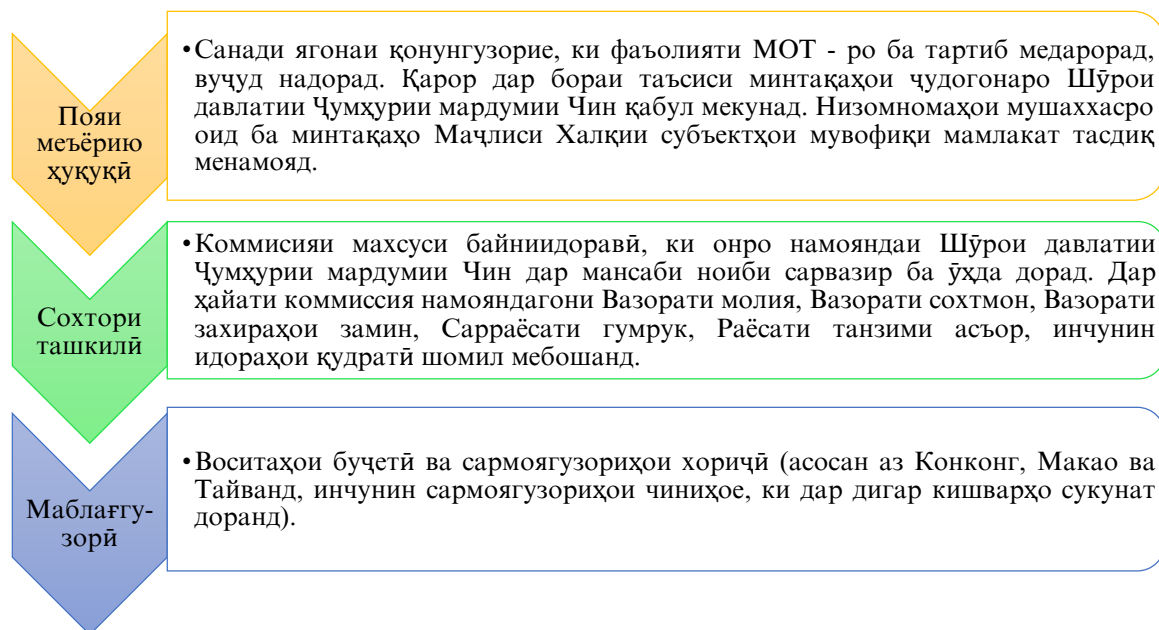 Пояи
меъёрию
ҳуқуқӣ
•Санади ягонаи қонунгузорие, ки фаъолияти МОТ - ро ба тартиб медарорад,
вуҷуд надорад. Қарор дар бораи таъсиси минтақаҳои ҷудогонаро Шӯрои
давлатии Ҷумҳурии мардумии Чин қабул мекунад. Низомномаҳои мушаххасро
оид ба минтақаҳо Маҷлиси Халқии субъектҳои мувофиқи мамлакат тасдиқ
менамояд.
Сохтори
ташкилӣ
•Коммисияи махсуси байниидоравӣ, ки онро намояндаи Шӯрои давлатии
Ҷумҳурии мардумии Чин дар мансаби ноиби сарвазир ба ӯҳда дорад. Дар
ҳайати коммиссия намояндагони Вазорати молия, Вазорати сохтмон, Вазорати
захираҳои замин, Сарраёсати гумрук, Раёсати танзими асъор, инчунин
идораҳои қудратӣ шомил мебошанд.
Маблағгу-
зорӣ
•Воситаҳои буҷетӣ ва сармоягузориҳои хориҷӣ (асосан аз Конконг, Макао ва
Тайванд, инчунин сармоягузориҳои чиниҳое, ки дар дигар кишварҳо сукунат
доранд).